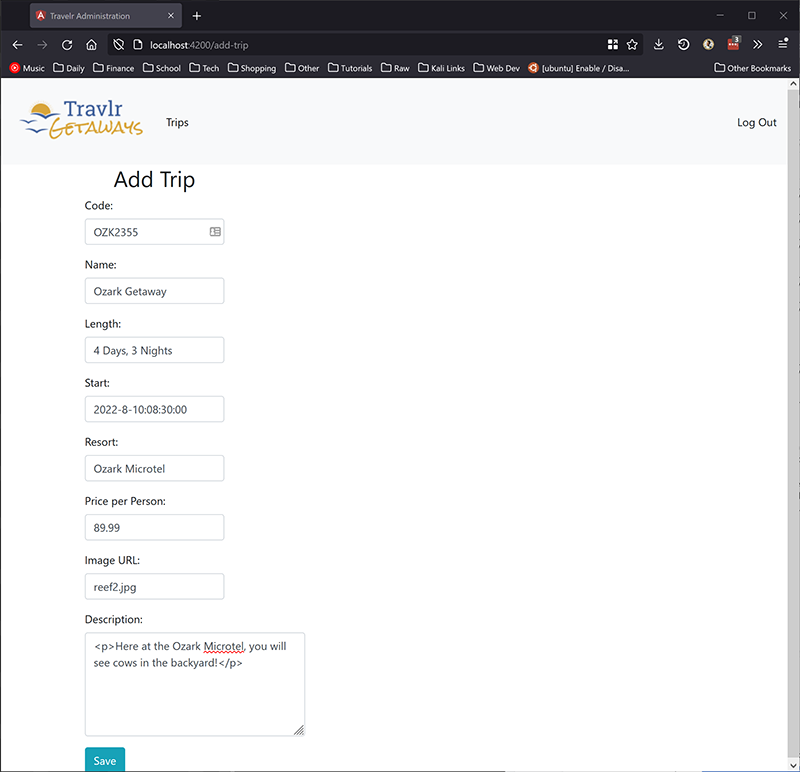 Travelr Administration
localhost:4200/add-trip
3
Music Daily Finance School Tech Shopping Other Tutorials Raw Kali Links Web Dev [ubuntu] Enable / Disa... Other Bookmarks
Travlr
Getaways
Trips
Log Out
Add Trip
Code:
OZK2355
Name:
Ozark Getaway
Length:
4 Days, 3 Nights
Start:
2022-8-10:08:30:00
Resort:
Ozark Microtel
Price per Person:
89.99
Image URL:
reef2.jpg
Description:
<p>Here at the Ozark Microtel, you will
see cows in the backyard!</p>
Save